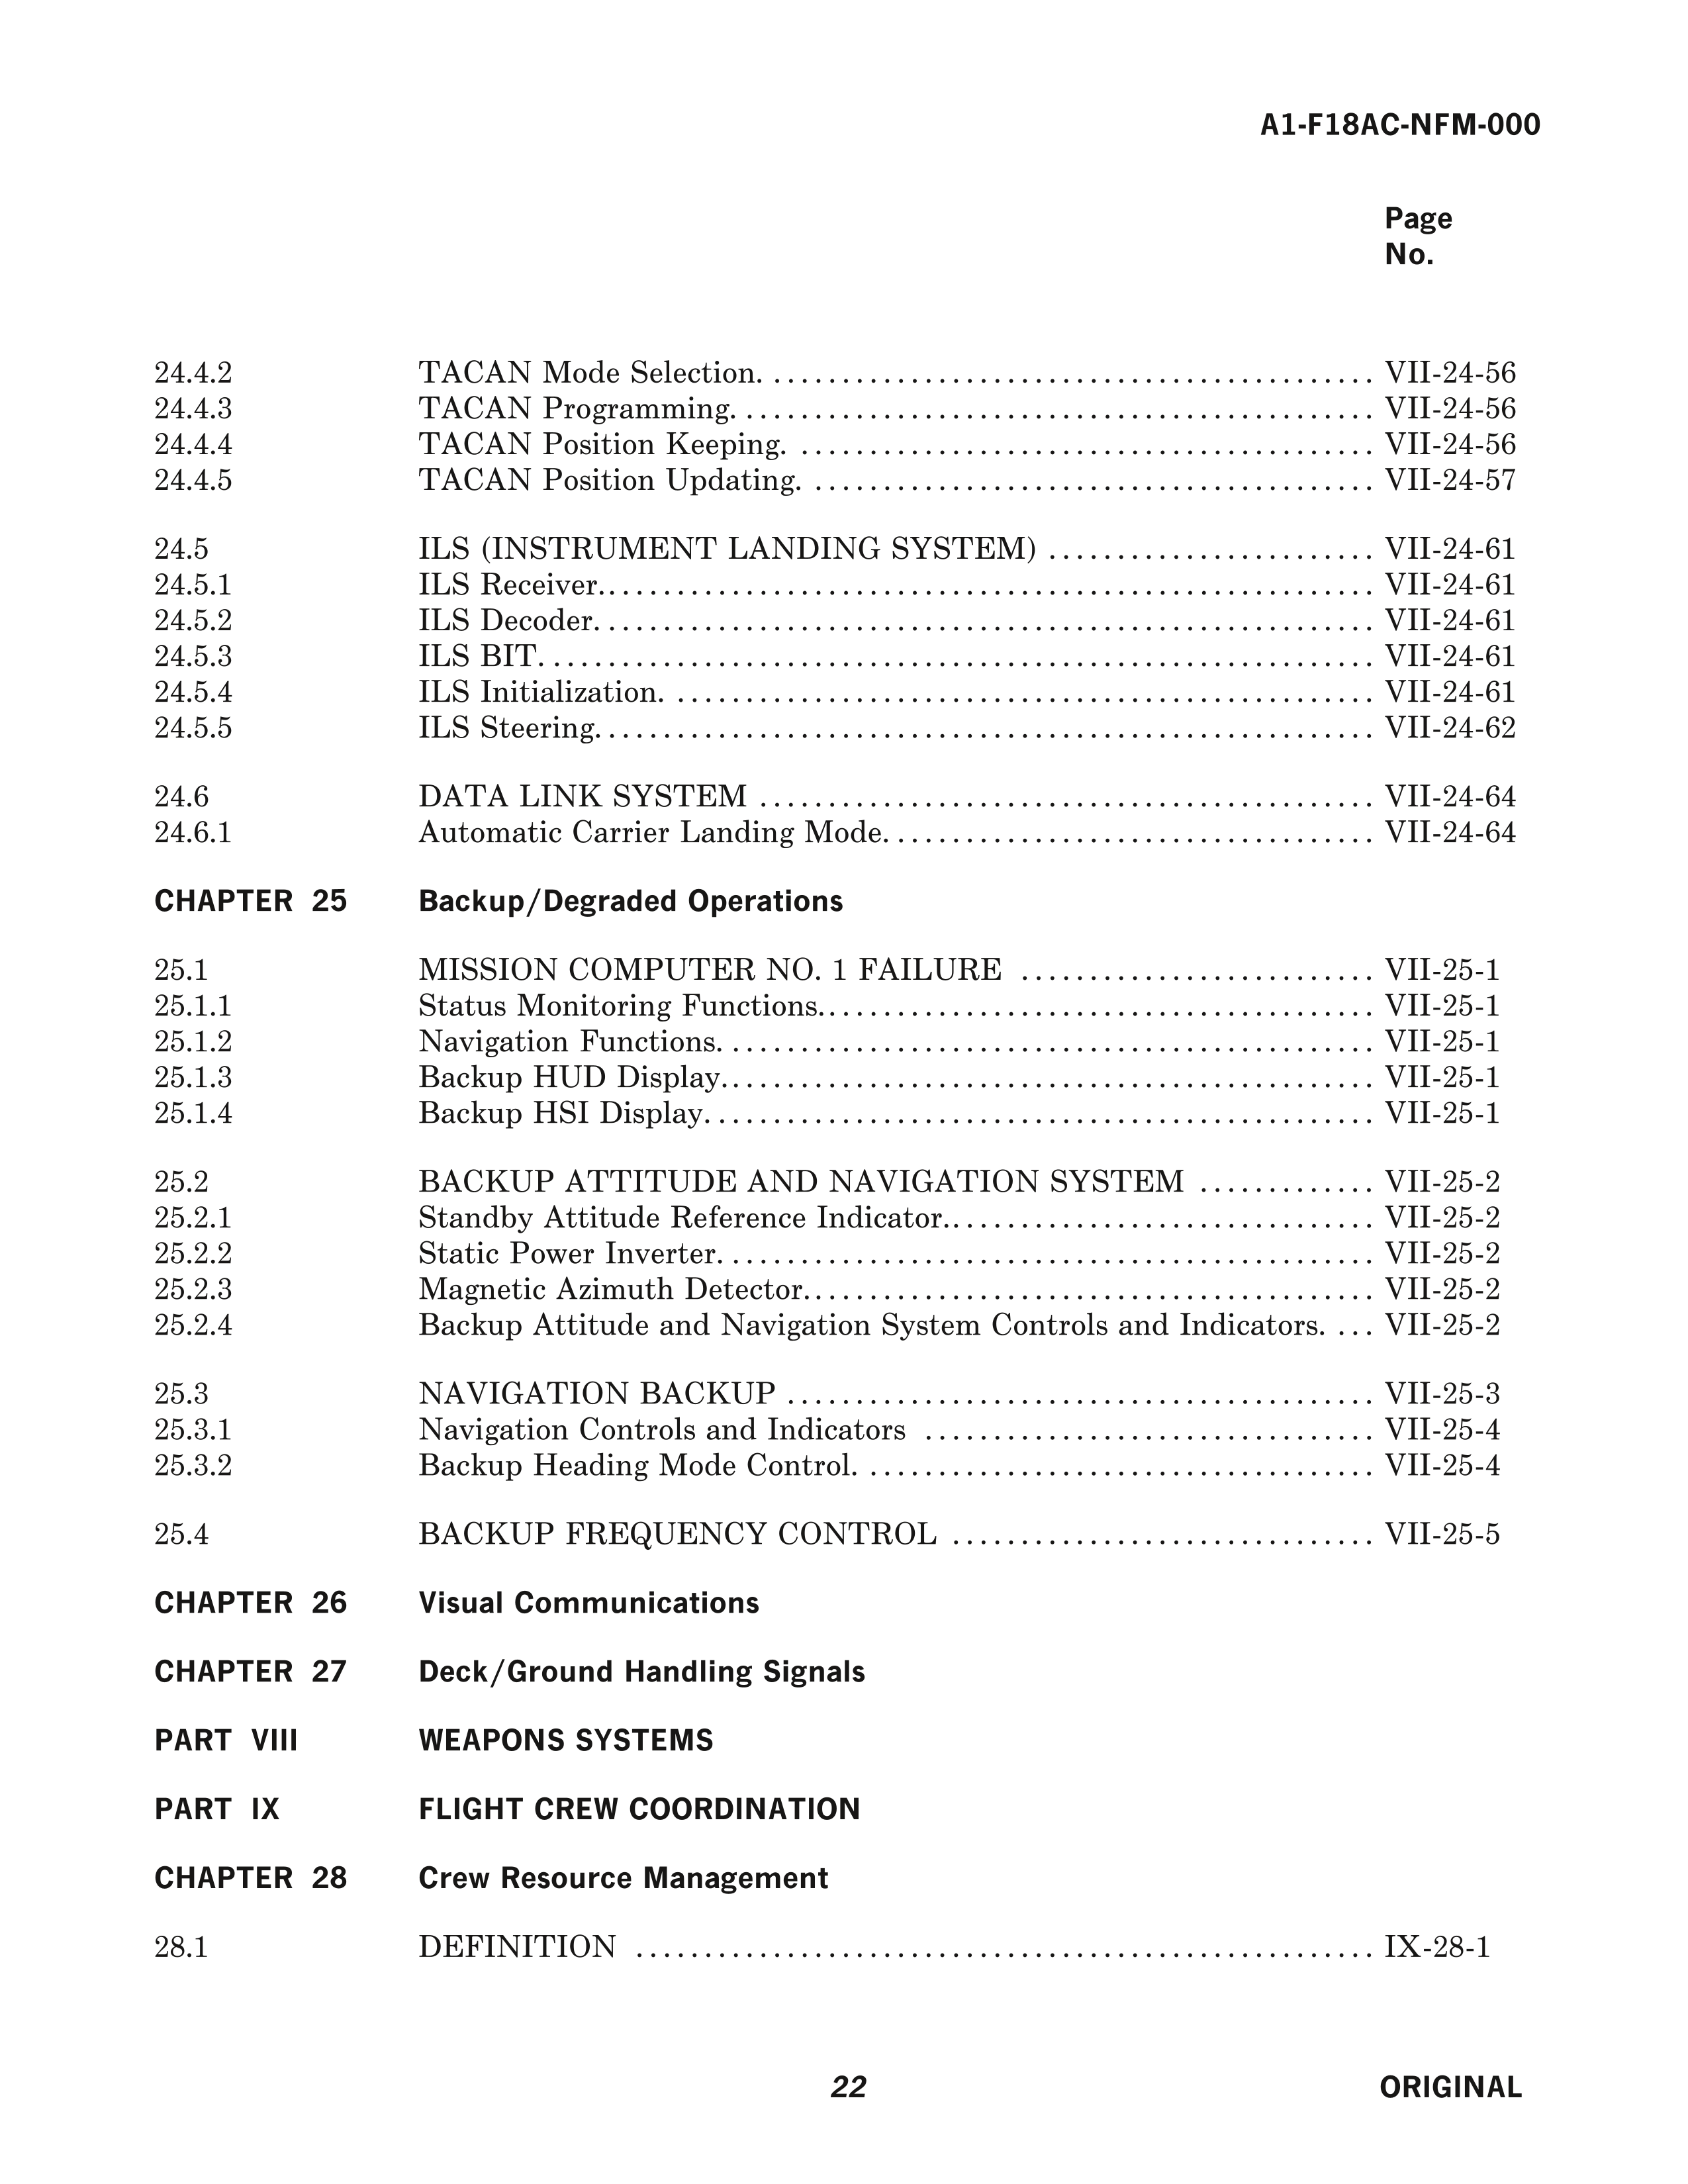 A1-F18AC-NFM-000
Page
No.
24.4.2 TACAN Mode Selection. ............................................ VII-24-56
24.4.3 TACAN Programming. .............................................. VII-24-56
24.4.4 TACAN Position Keeping. .......................................... VII-24-56
24.4.5 TACAN Position Updating. ......................................... VII-24-57
24.5 ILS (INSTRUMENT LANDING SYSTEM) ........................ VII-24-61
24.5.1 ILS Receiver. ....................................................... VII-24-61
24.5.2 ILS Decoder. ........................................................ VII-24-61
24.5.3 ILS BIT. ............................................................ VII-24-61
24.5.4 ILS Initialization. ................................................... VII-24-61
24.5.5 ILS Steering. ........................................................ VII-24-62
24.6 DATA LINK SYSTEM ............................................. VII-24-64
24.6.1 Automatic Carrier Landing Mode. ................................... VII-24-64
CHAPTER 25 Backup/Degraded Operations
25.1 MISSION COMPUTER NO. 1 FAILURE .......................... VII-25-1
25.1.1 Status Monitoring Functions. ........................................ VII-25-1
25.1.2 Navigation Functions. ............................................... VII-25-1
25.1.3 Backup HUD Display. ............................................... VII-25-1
25.1.4 Backup HSI Display. ................................................ VII-25-1
25.2 BACKUP ATTITUDE AND NAVIGATION SYSTEM ............. VII-25-2
25.2.1 Standby Attitude Reference Indicator. ............................... VII-25-2
25.2.2 Static Power Inverter. ............................................... VII-25-2
25.2.3 Magnetic Azimuth Detector. ......................................... VII-25-2
25.2.4 Backup Attitude and Navigation System Controls and Indicators. ... VII-25-2
25.3 NAVIGATION BACKUP ........................................... VII-25-3
25.3.1 Navigation Controls and Indicators ................................. VII-25-4
25.3.2 Backup Heading Mode Control. ..................................... VII-25-4
25.4 BACKUP FREQUENCY CONTROL ............................... VII-25-5
CHAPTER 26 Visual Communications
CHAPTER 27 Deck/Ground Handling Signals
PART VIII WEAPONS SYSTEMS
PART IX FLIGHT CREW COORDINATION
CHAPTER 28 Crew Resource Management
28.1 DEFINITION ...................................................... IX-28-1
22 ORIGINAL